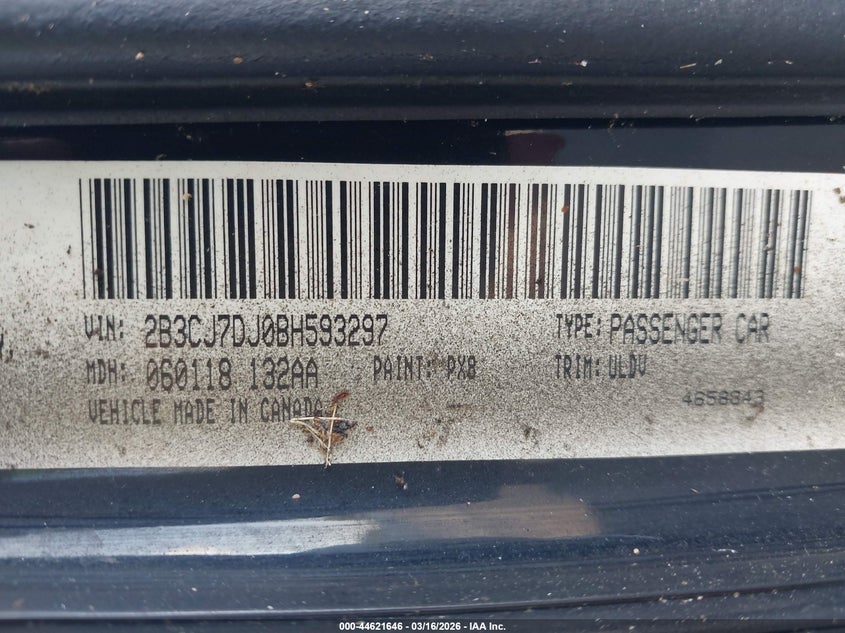 VIN: 2B3CJ7DJ0BH593297 TYPE: PASSENGER CAR
MDH: 060118 132AA PAINT: PX8 TRIM: ULDV
VEHICLE MADE IN CANADA 4658843
000-44621646 — 03/16/2026 — IAA Inc.